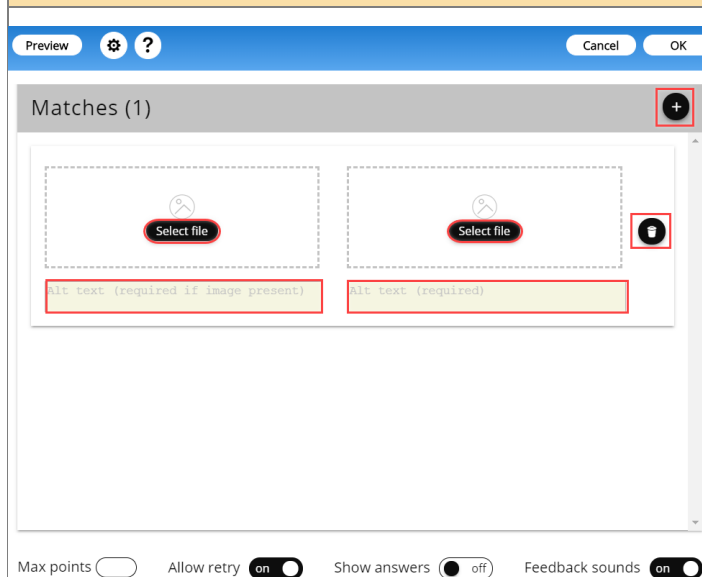 Preview ? Cancel OK
Matches (1) +
Select file Select file
Alt text (required if image present) Alt text (required)
Max points Allow retry on Show answers off Feedback sounds on